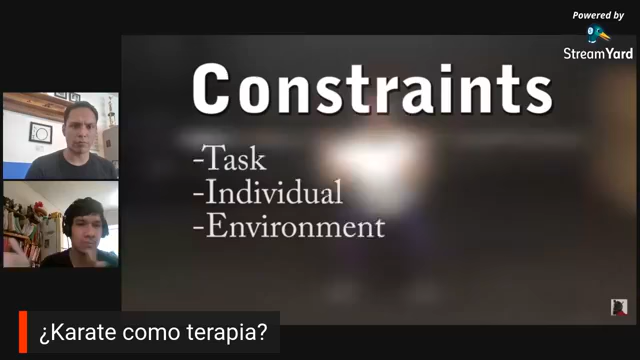 Powered by
StreamYard
Constraints
-Task
-Individual
-Environment
¿Karate como terapia?